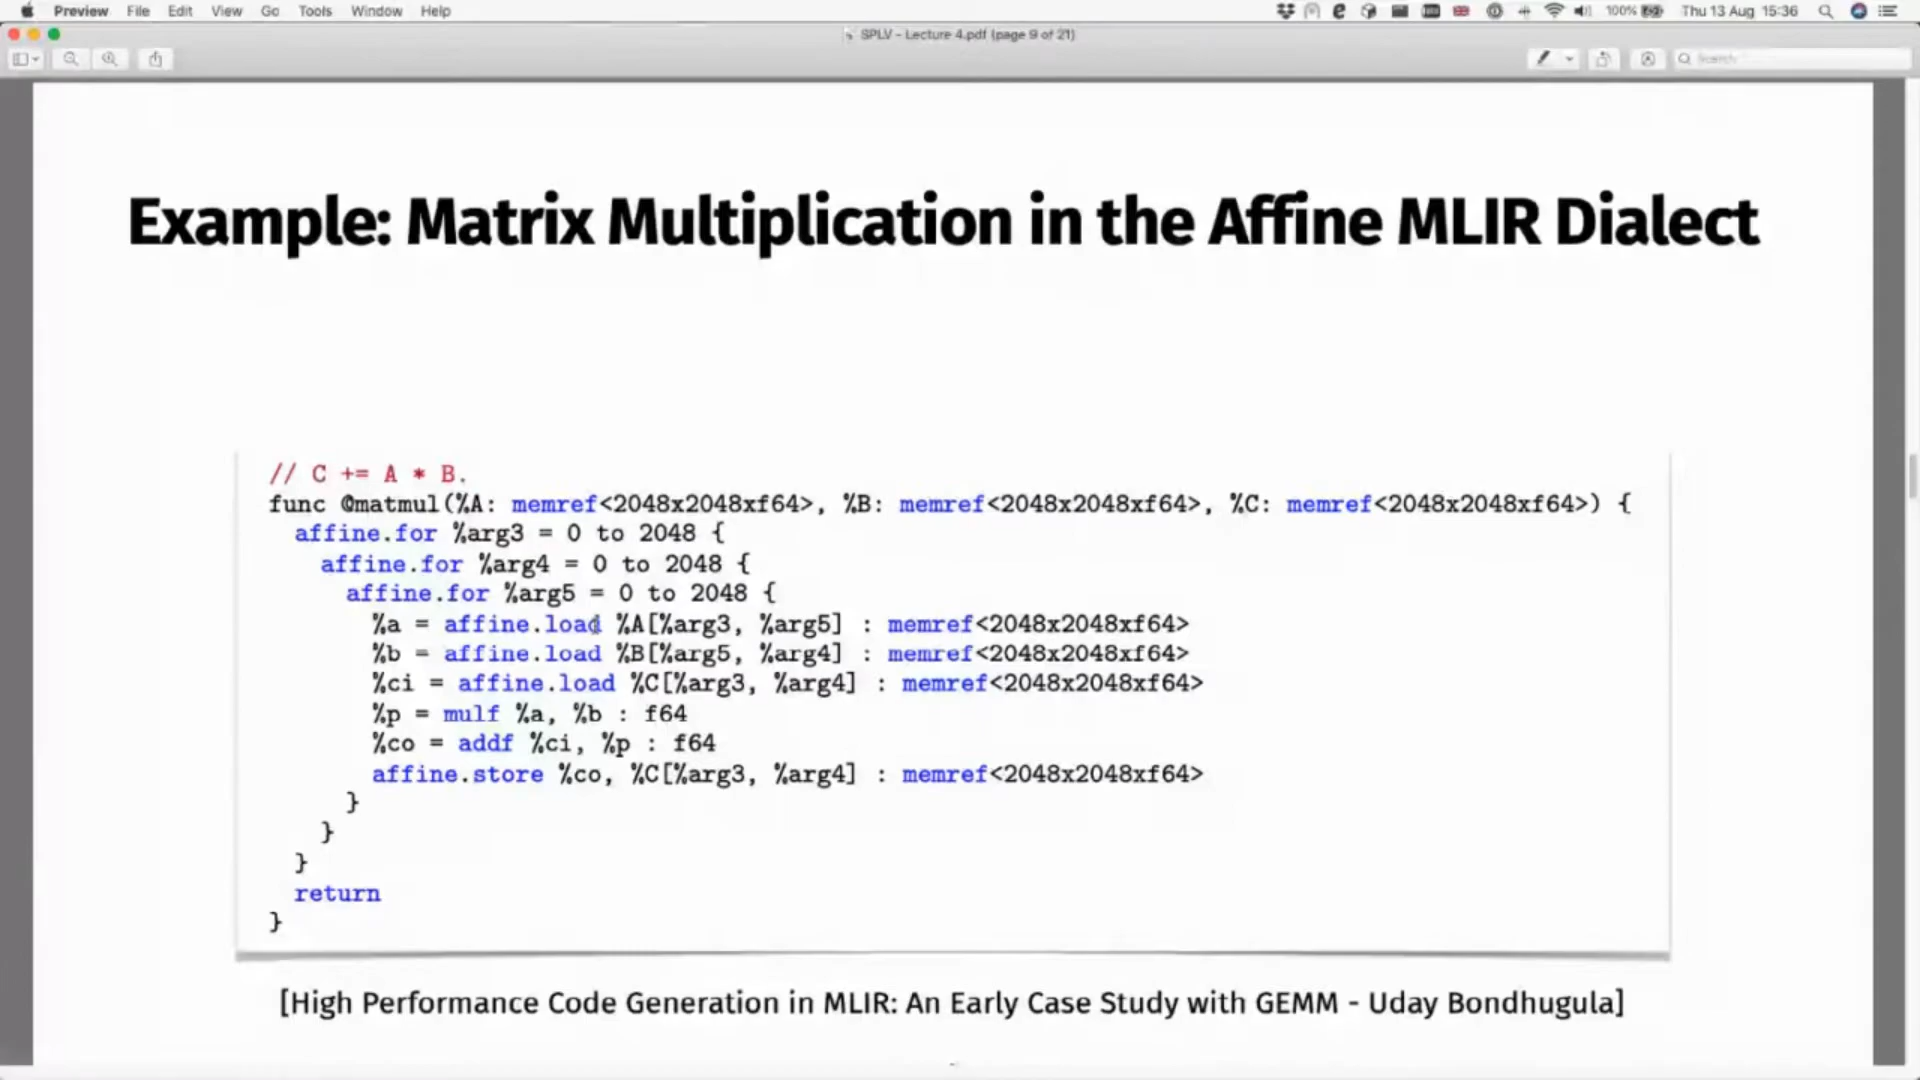 Preview File Edit View Go Tools Window Help 100% Thu 13 Aug 15:36
SPLV - Lecture 4.pdf (page 9 of 21)
Search
Example: Matrix Multiplication in the Affine MLIR Dialect
// C += A * B.
func @matmul(%A: memref<2048x2048xf64>, %B: memref<2048x2048xf64>, %C: memref<2048x2048xf64>) {
affine.for %arg3 = 0 to 2048 {
affine.for %arg4 = 0 to 2048 {
affine.for %arg5 = 0 to 2048 {
%a = affine.load %A[%arg3, %arg5] : memref<2048x2048xf64>
%b = affine.load %B[%arg5, %arg4] : memref<2048x2048xf64>
%ci = affine.load %C[%arg3, %arg4] : memref<2048x2048xf64>
%p = mulf %a, %b : f64
%co = addf %ci, %p : f64
affine.store %co, %C[%arg3, %arg4] : memref<2048x2048xf64>
}
}
}
return
}
[High Performance Code Generation in MLIR: An Early Case Study with GEMM - Uday Bondhugula]